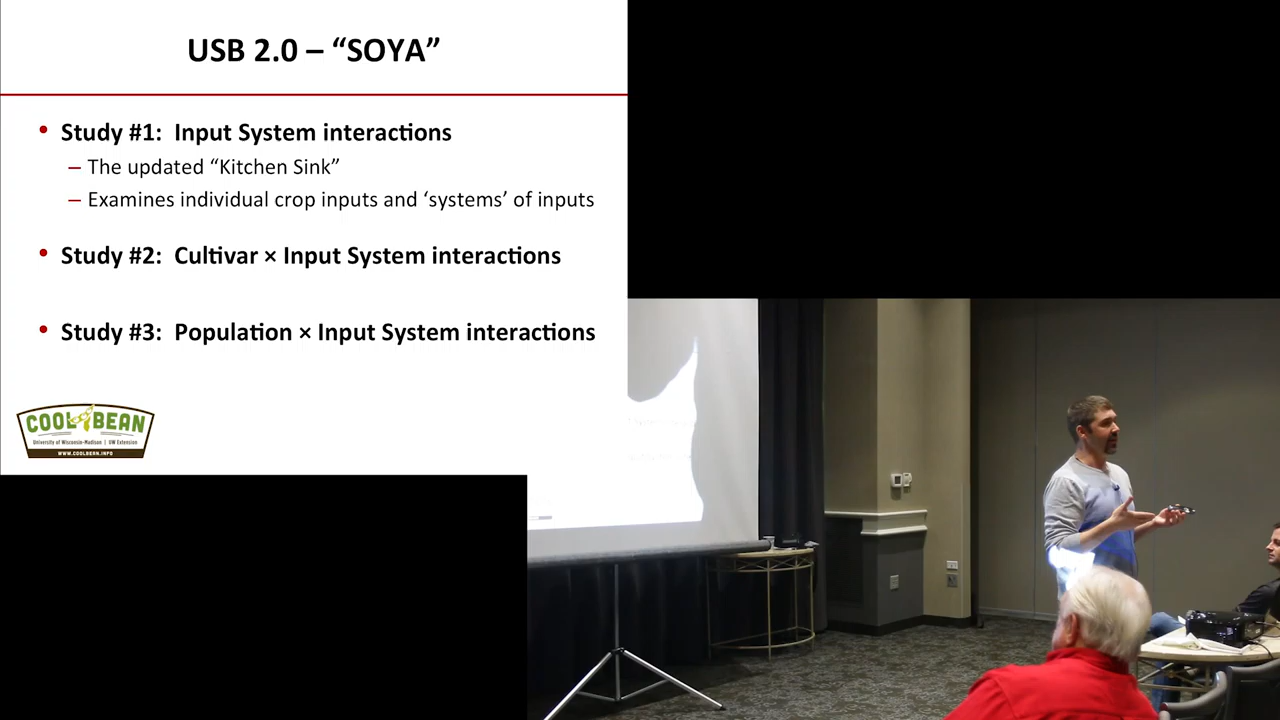 USB 2.0 – “SOYA”
• Study #1: Input System interactions
– The updated “Kitchen Sink”
– Examines individual crop inputs and ‘systems’ of inputs
• Study #2: Cultivar × Input System interactions
• Study #3: Population × Input System interactions
COOL BEAN
University of Wisconsin-Madison | UW Extension
WWW.COOLBEAN.INFO